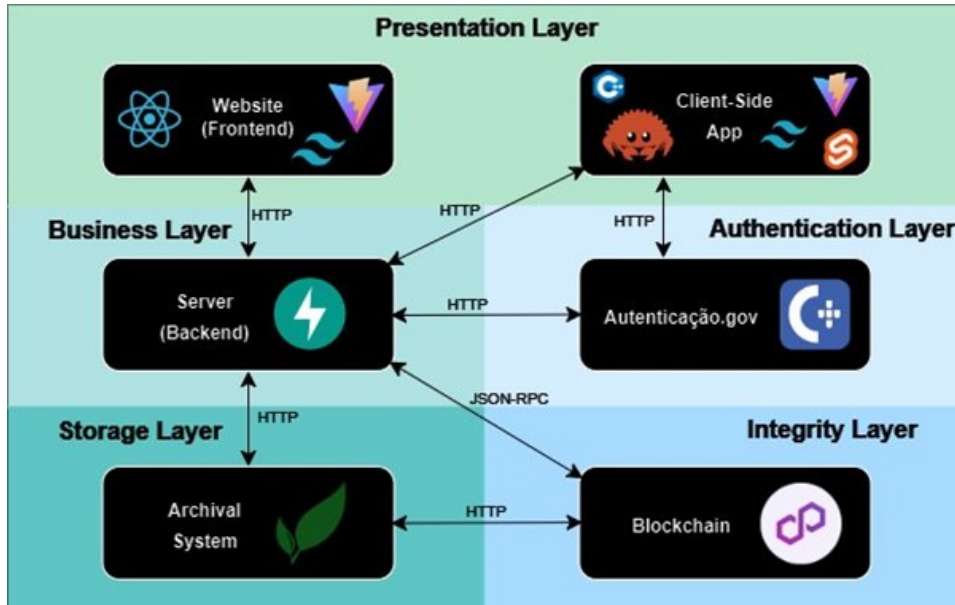 Presentation Layer
Website
(Frontend)
Client-Side
App
HTTP
HTTP
HTTP
Business Layer
Authentication Layer
Server
(Backend)
HTTP
Autenticação.gov
JSON-RPC
HTTP
Storage Layer
Integrity Layer
Archival
System
HTTP
Blockchain